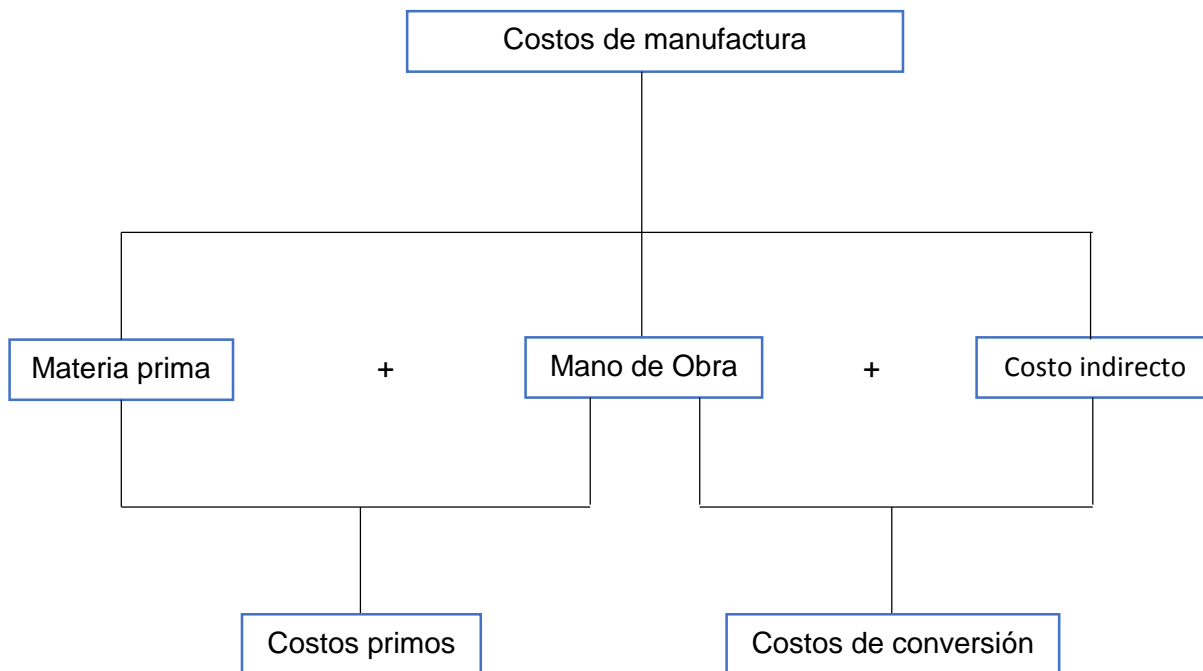 Costos de manufactura
Materia prima + Mano de Obra + Costo indirecto
Costos primos Costos de conversión